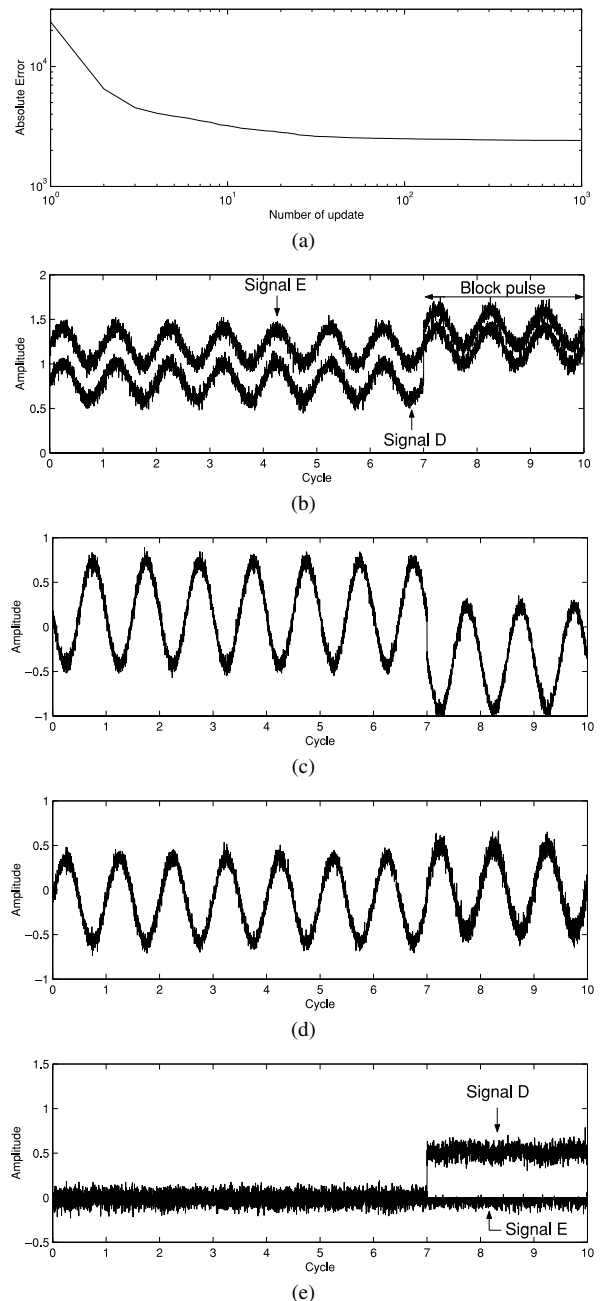 10^4
10^3
Absolute Error
10^0 10^1 10^2 10^3
Number of update
(a)
2
1.5
1
0.5
0
Amplitude
Signal E
Block pulse
Signal D
0 1 2 3 4 5 6 7 8 9 10
Cycle
(b)
1
0.5
0
−0.5
−1
Amplitude
0 1 2 3 4 5 6 7 8 9 10
Cycle
(c)
1
0.5
0
−0.5
−1
Amplitude
0 1 2 3 4 5 6 7 8 9 10
Cycle
(d)
1.5
1
0.5
0
−0.5
Amplitude
Signal D
Signal E
0 1 2 3 4 5 6 7 8 9 10
Cycle
(e)